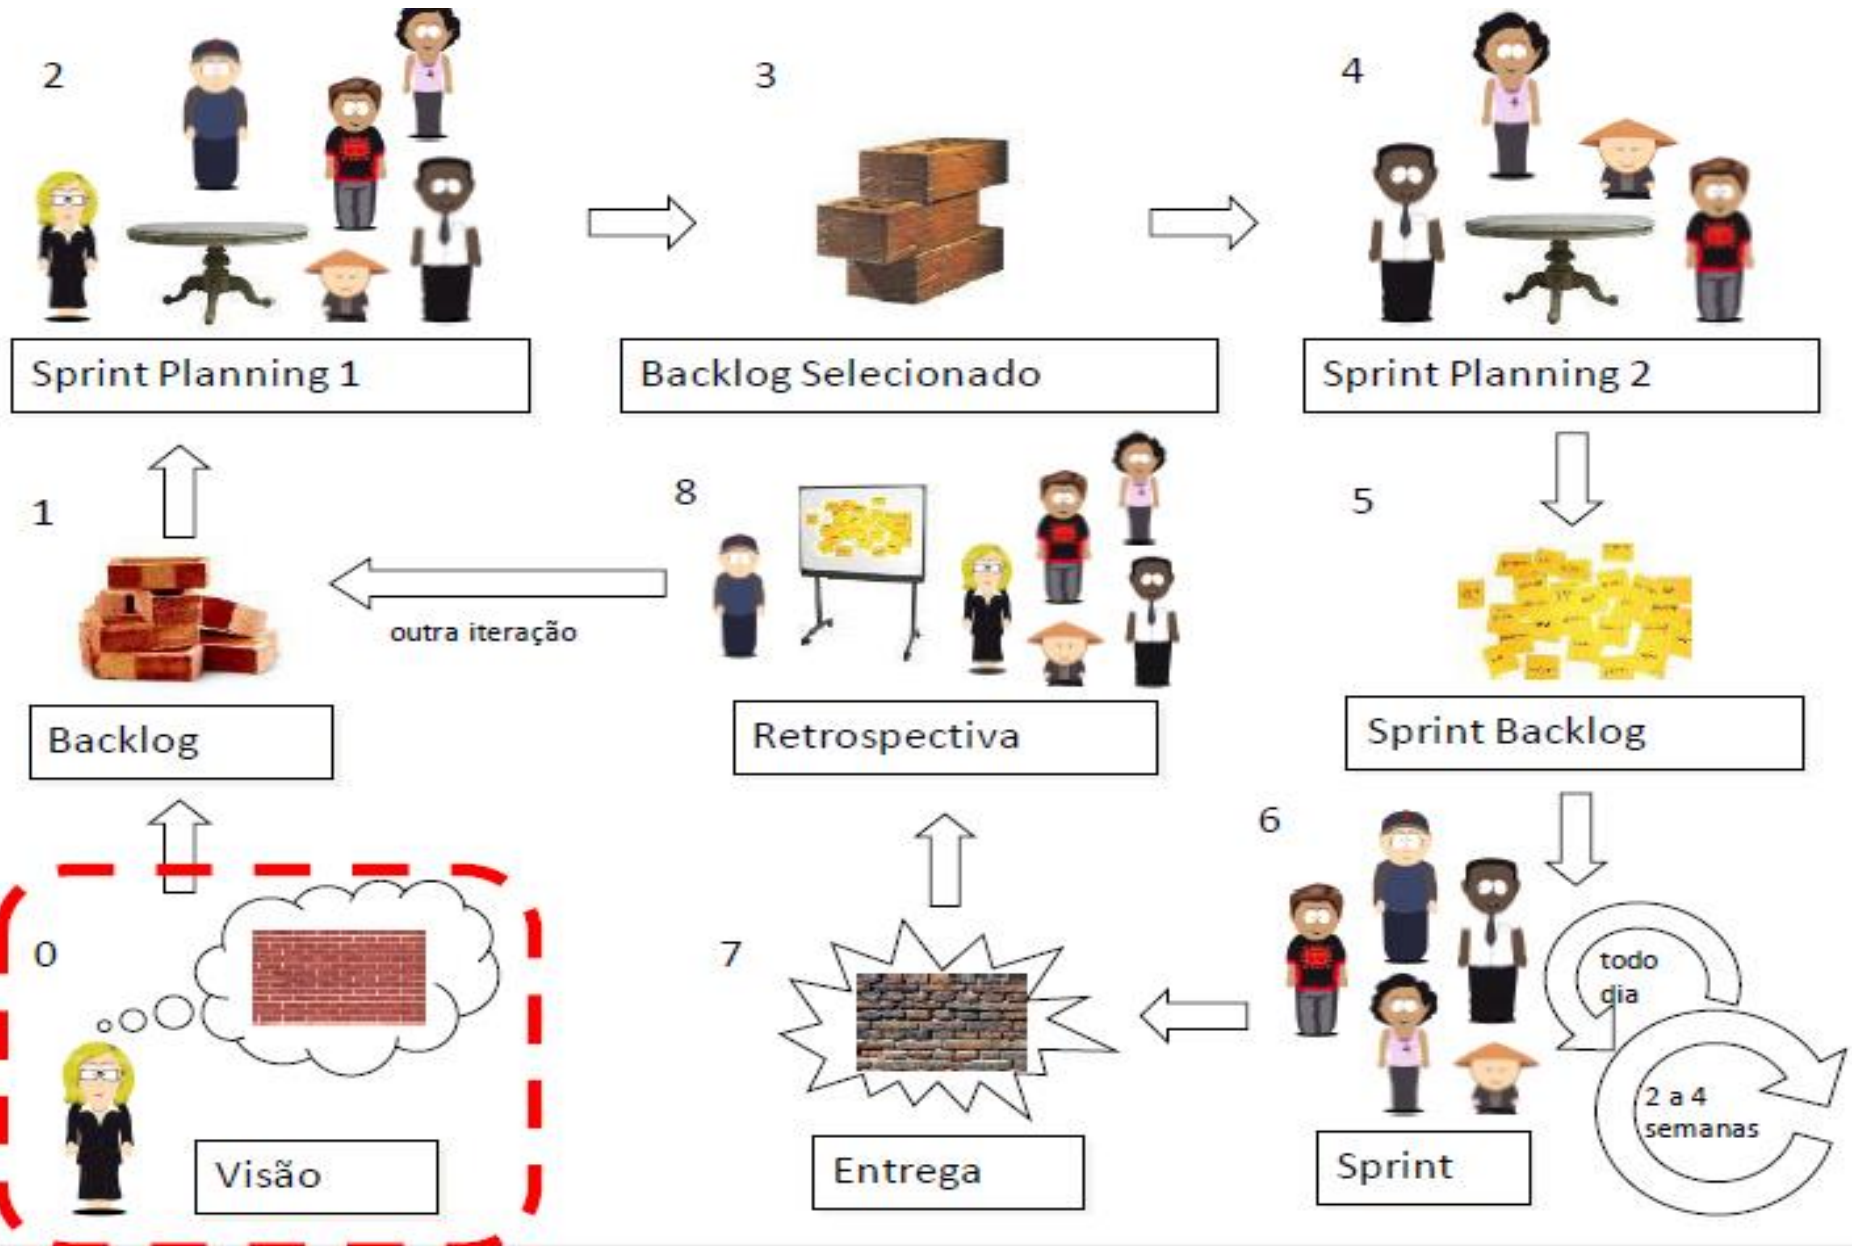 2
3
4
Sprint Planning 1
Backlog Selecionado
Sprint Planning 2
1
8
5
outra iteração
Backlog
Retrospectiva
Sprint Backlog
6
0
7
todo
dia
2 a 4
semanas
Visão
Entrega
Sprint